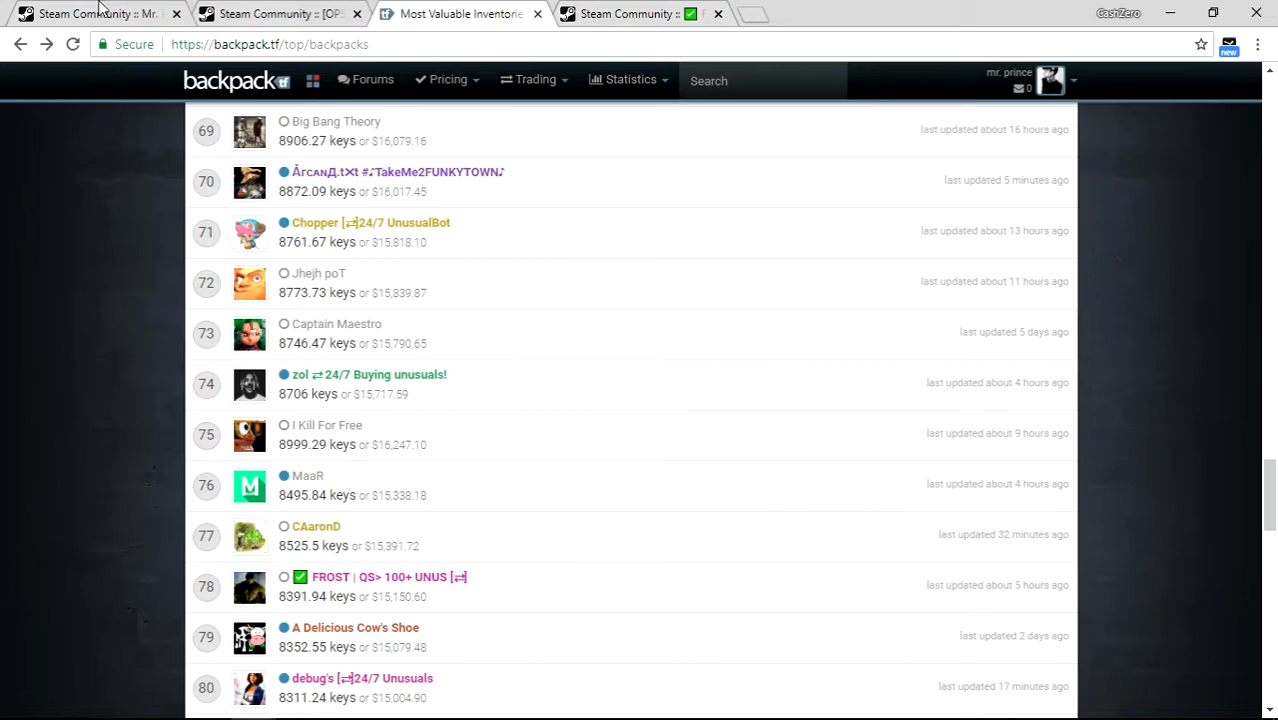 Steam Community :: Mr. P
Steam Community :: [OPS
Most Valuable Inventorie
Steam Community :: ✅ F
CashZero
Secure
https://backpack.tf/top/backpacks
new
backpack tf
Forums
Pricing
Trading
Statistics
Search
mr. prince
0
69
Big Bang Theory
8906.27 keys or $16,079.16
last updated about 16 hours ago
70
#♪TakeMe2FUNKYTOWN♪
8872.09 keys or $16,017.45
last updated 5 minutes ago
71
Chopper [⇄]24/7 UnusualBot
8761.67 keys or $15,818.10
last updated about 13 hours ago
72
Jhejh poT
8773.73 keys or $15,839.87
last updated about 11 hours ago
73
Captain Maestro
8746.47 keys or $15,790.65
last updated 5 days ago
74
zol ⇄ 24/7 Buying unusuals!
8706 keys or $15,717.59
last updated about 4 hours ago
75
I Kill For Free
8999.29 keys or $16,247.10
last updated about 9 hours ago
76
MaaR
8495.84 keys or $15,338.18
last updated about 4 hours ago
77
CAaronD
8525.5 keys or $15,391.72
last updated 32 minutes ago
78
✅ FROST | QS> 100+ UNUS [⇄]
8391.94 keys or $15,150.60
last updated about 5 hours ago
79
A Delicious Cow's Shoe
8352.55 keys or $15,079.48
last updated 2 days ago
80
debug's [⇄]24/7 Unusuals
8311.24 keys or $15,004.90
last updated 17 minutes ago